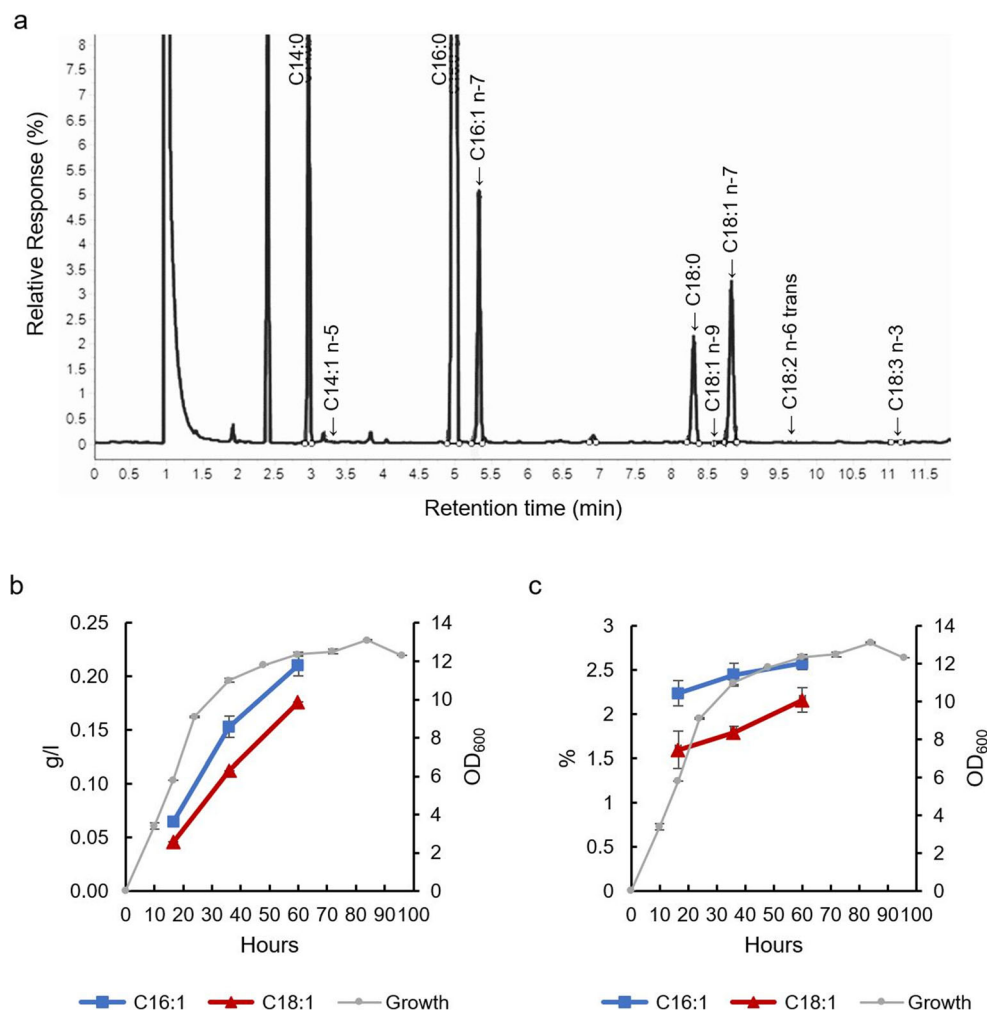 a
8
7.5
7
6.5
6
5.5
5
4.5
4
3.5
3
2.5
2
1.5
1
0.5
0
Relative Response (%)
C14:0
C14:1 n-5
C16:0
C16:1 n-7
C18:0
C18:1 n-9
C18:1 n-7
C18:2 n-6 trans
C18:3 n-3
0 0.5 1 1.5 2 2.5 3 3.5 4 4.5 5 5.5 6 6.5 7 7.5 8 8.5 9 9.5 10 10.5 11 11.5
Retention time (min)
b
0.25
0.20
0.15
0.10
0.05
0.00
g/l
14
12
10
8
6
4
2
0
OD600
0 10 20 30 40 50 60 70 80 90 100
Hours
C16:1 C18:1 Growth
c
3
2.5
2
1.5
1
0.5
0
%
14
12
10
8
6
4
2
0
OD600
0 10 20 30 40 50 60 70 80 90 100
Hours
C16:1 C18:1 Growth